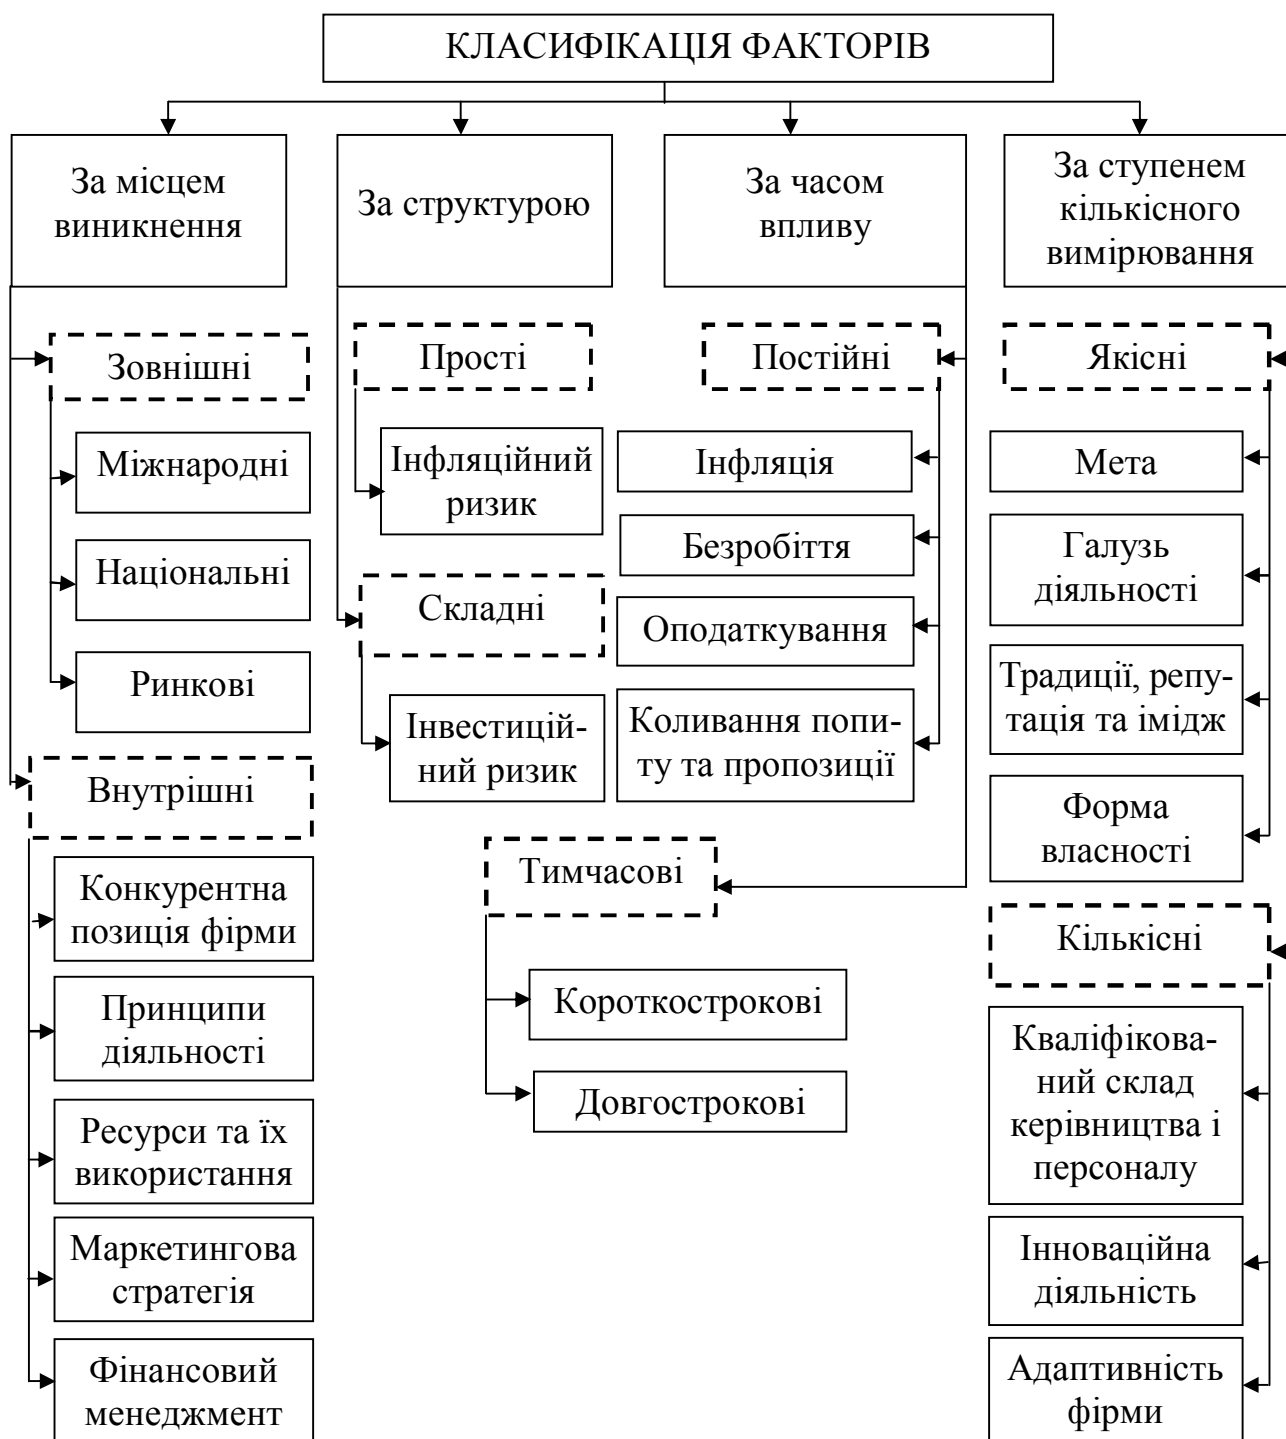 КЛАСИФІКАЦІЯ ФАКТОРІВ
За місцем
виникнення
За структурою
За часом
впливу
За ступенем
кількісного
вимірювання
Зовнішні
Міжнародні
Національні
Ринкові
Внутрішні
Конкурентна
позиція фірми
Принципи
діяльності
Ресурси та їх
використання
Маркетингова
стратегія
Фінансовий
менеджмент
Прості
Інфляційний
ризик
Складні
Інвестицій-
ний ризик
Постійні
Інфляція
Безробіття
Оподаткування
Коливання попи-
ту та пропозиції
Тимчасові
Короткострокові
Довгострокові
Якісні
Мета
Галузь
діяльності
Традиції, репу-
тація та імідж
Форма
власності
Кількісні
Кваліфікова-
ний склад
керівництва і
персоналу
Інноваційна
діяльність
Адаптивність
фірми